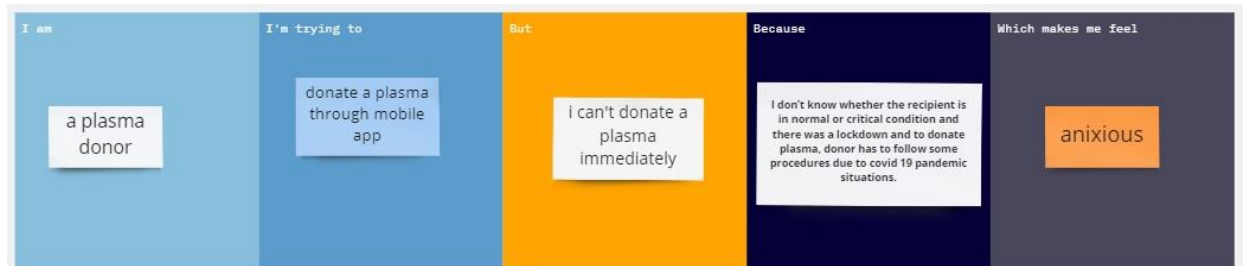 I am
a plasma
donor
I'm trying to
donate a plasma
through mobile
app
But
i can't donate a
plasma
immediately
Because
I don't know whether the recipient is
in normal or critical condition and
there was a lockdown and to donate
plasma, donor has to follow some
procedures due to covid 19 pandemic
situations.
Which makes me feel
anixious